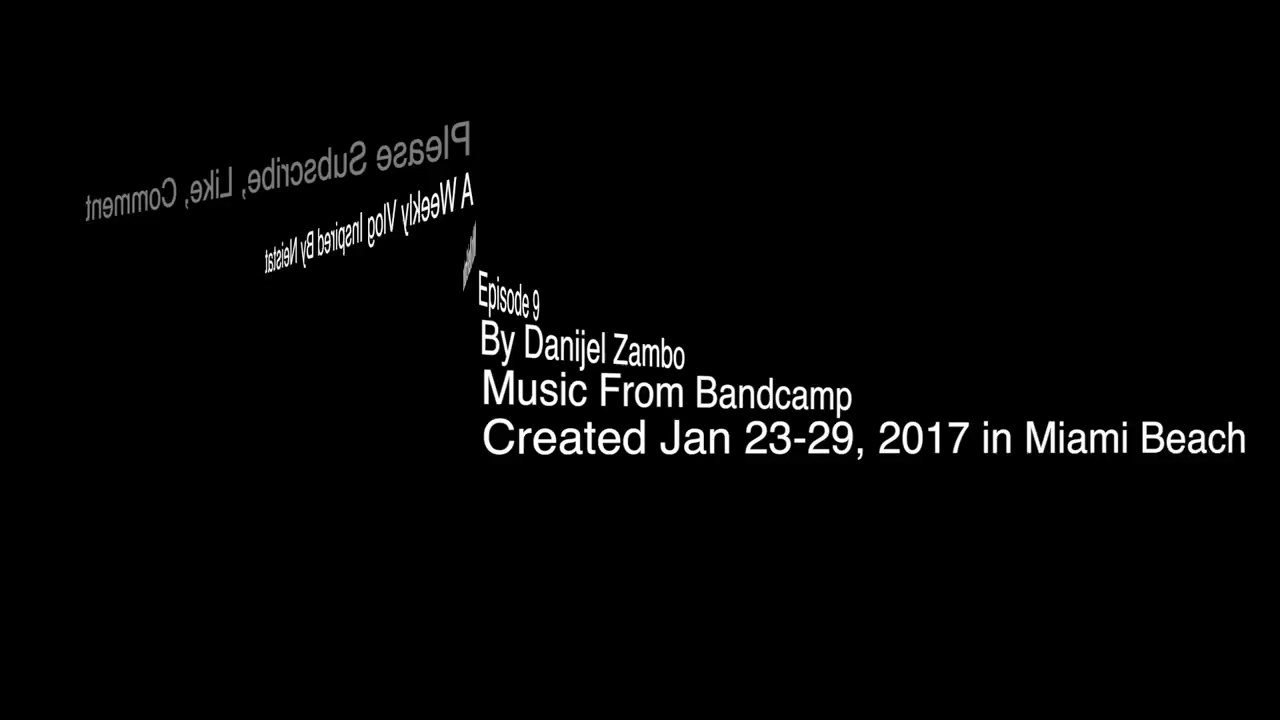 Please Subscribe, Like, Comment
A Weekly Vlog Inspired By Neistat
Episode 9
By Danijel Zambo
Music From Bandcamp
Created Jan 23-29, 2017 in Miami Beach